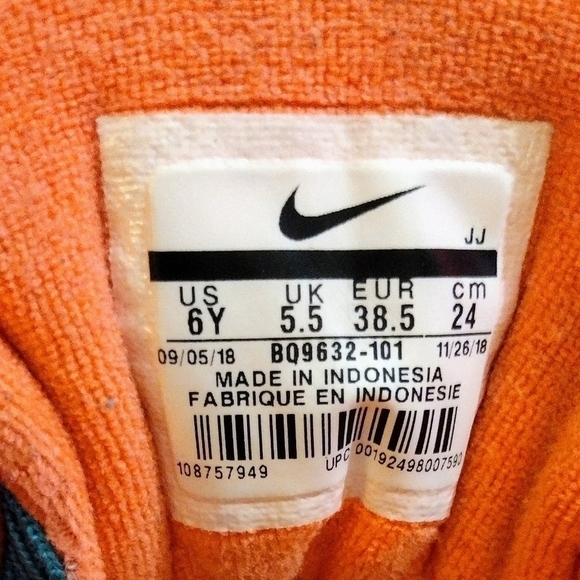 JJ
US UK EUR cm
6Y 5.5 38.5 24
09/05/18 BQ9632-101 11/26/18
MADE IN INDONESIA
FABRIQUE EN INDONESIE
108757949 UPC 00192498007592